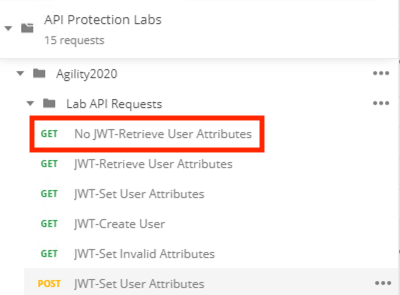 API Protection Labs
15 requests
Agility2020
Lab API Requests
GET No JWT-Retrieve User Attributes
GET JWT-Retrieve User Attributes
GET JWT-Set User Attributes
GET JWT-Create User
GET JWT-Set Invalid Attributes
POST JWT-Set User Attributes